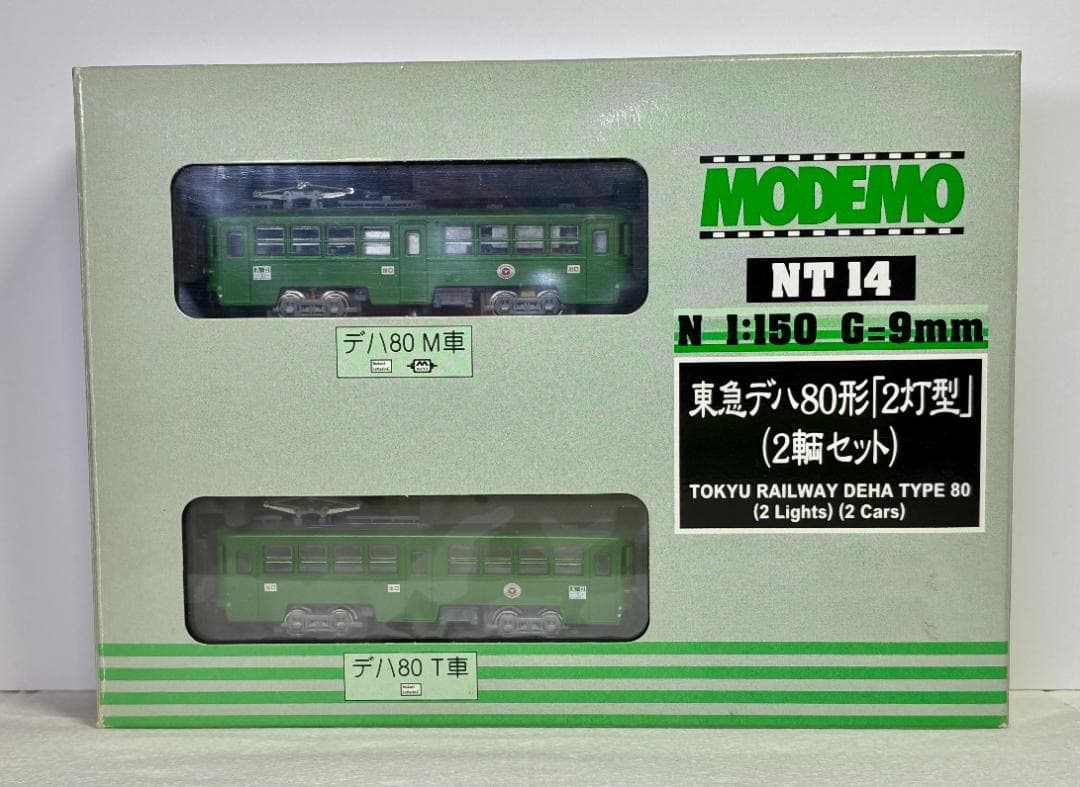 MODEMO
NT 14
N 1:150 G=9mm
東急デハ80形「2灯型」
(2輌セット)
TOKYU RAILWAY DEHA TYPE 80
(2 Lights) (2 Cars)
デハ80 M車
デハ80 T車